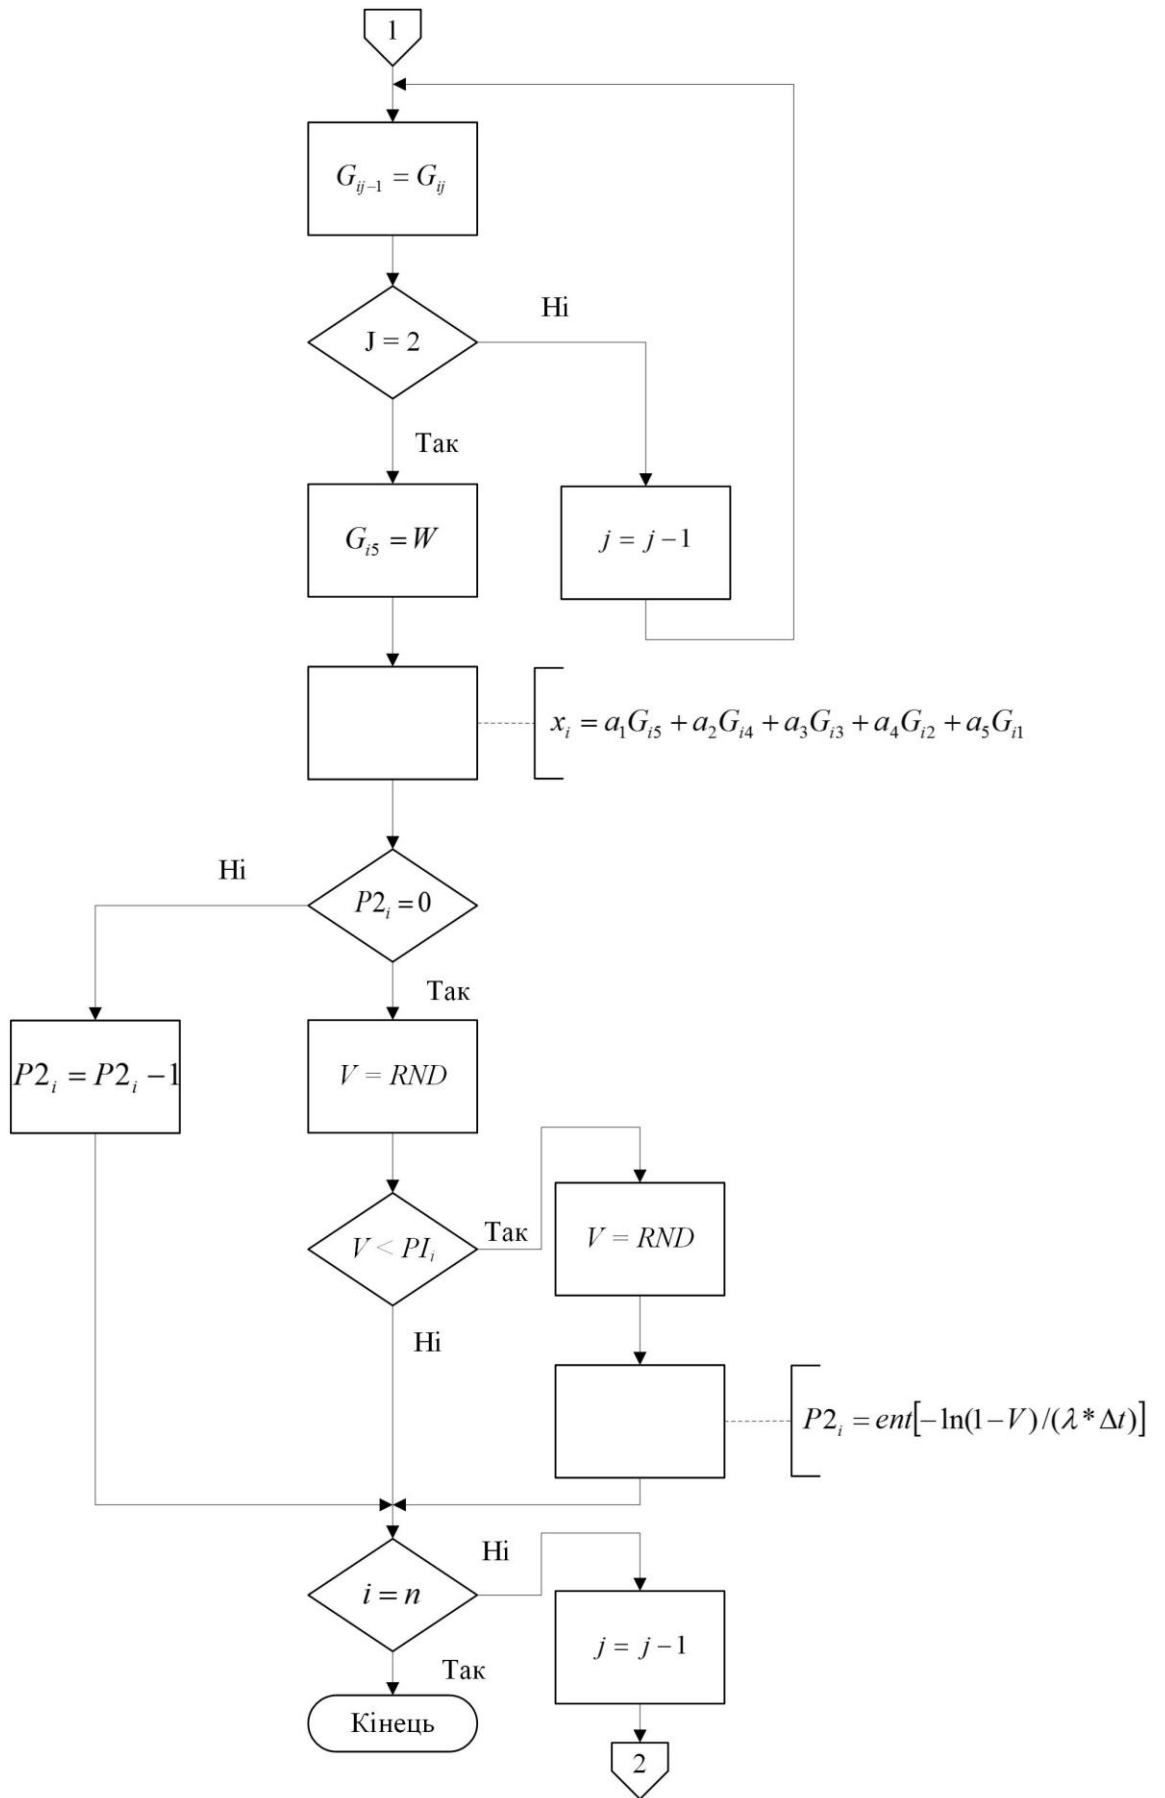 1
G_{ij-1} = G_{ij}
Ні
J = 2
Так
G_{i5} = W
j = j - 1
x_i = a_1G_{i5} + a_2G_{i4} + a_3G_{i3} + a_4G_{i2} + a_5G_{i1}
Ні
P2_i = 0
Так
P2_i = P2_i - 1
V = RND
Так
V = RND
V < PI_i
Ні
P2_i = ent[-ln(1-V)/(λ*Δt)]
Ні
i = n
j = j - 1
Так
Кінець
2